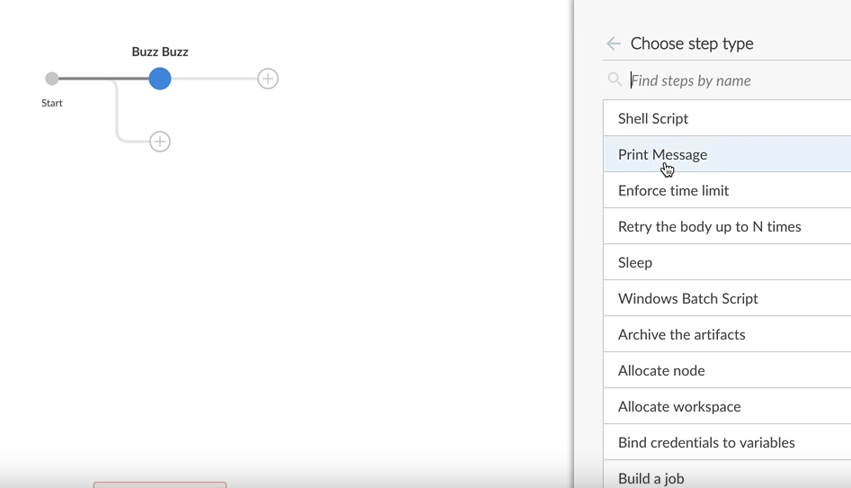 Buzz Buzz
Start
Choose step type
Find steps by name
Shell Script
Print Message
Enforce time limit
Retry the body up to N times
Sleep
Windows Batch Script
Archive the artifacts
Allocate node
Allocate workspace
Bind credentials to variables
Build a job